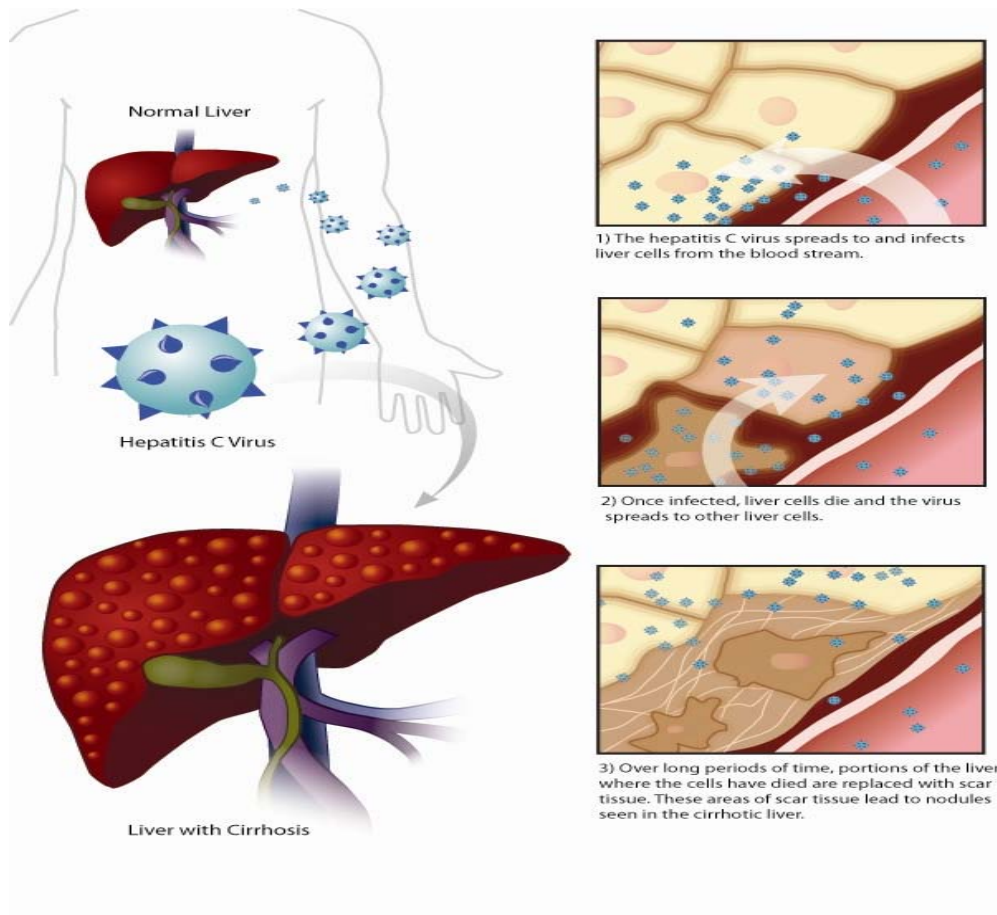 Normal Liver
Hepatitis C Virus
Liver with Cirrhosis
1) The hepatitis C virus spreads to and infects
liver cells from the blood stream.
2) Once infected, liver cells die and the virus
spreads to other liver cells.
3) Over long periods of time, portions of the liver
where the cells have died are replaced with scar
tissue. These areas of scar tissue lead to nodules
seen in the cirrhotic liver.